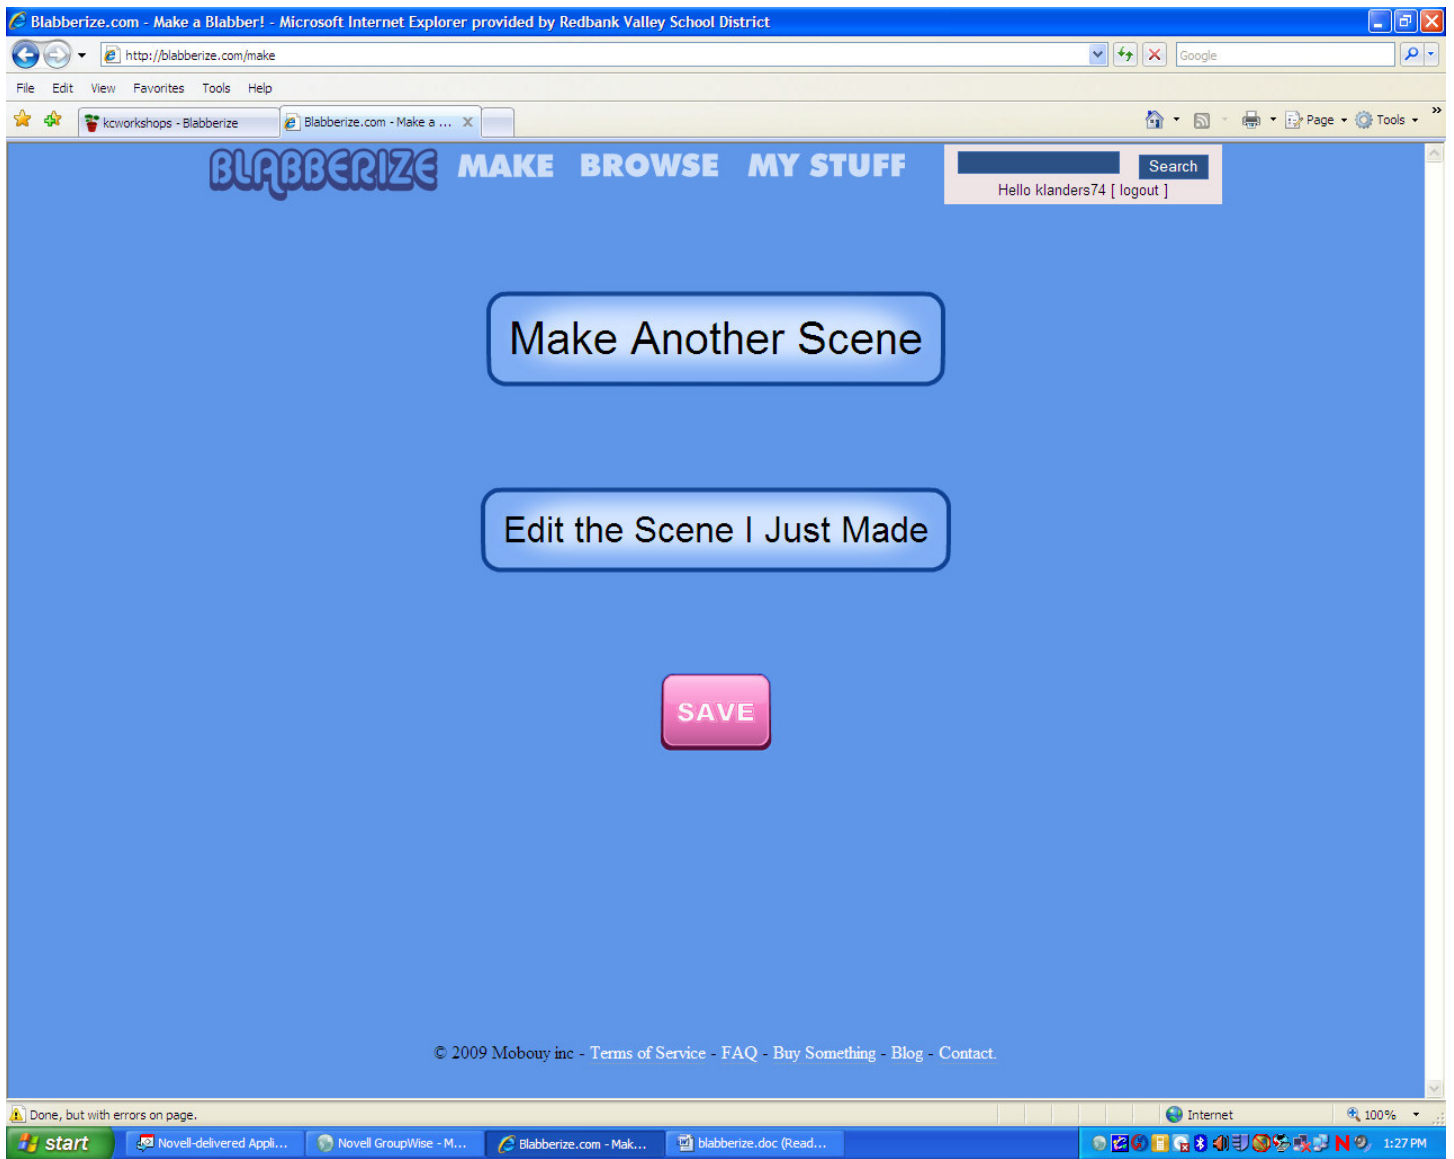 Blabberize.com - Make a Blabber! - Microsoft Internet Explorer provided by Redbank Valley School District
http://blabberize.com/make
Google
File Edit View Favorites Tools Help
kcworkshops - Blabberize
Blabberize.com - Make a ...
Page Tools
BLABBERIZE MAKE BROWSE MY STUFF
Search
Hello klanders74 [ logout ]
Make Another Scene
Edit the Scene I Just Made
SAVE
© 2009 Mobouy inc - Terms of Service - FAQ - Buy Something - Blog - Contact.
Done, but with errors on page.
Internet
100%
start
Novell-delivered Appli...
Novell GroupWise - M...
Blabberize.com - Mak...
blabberize.doc (Read...
1:27 PM